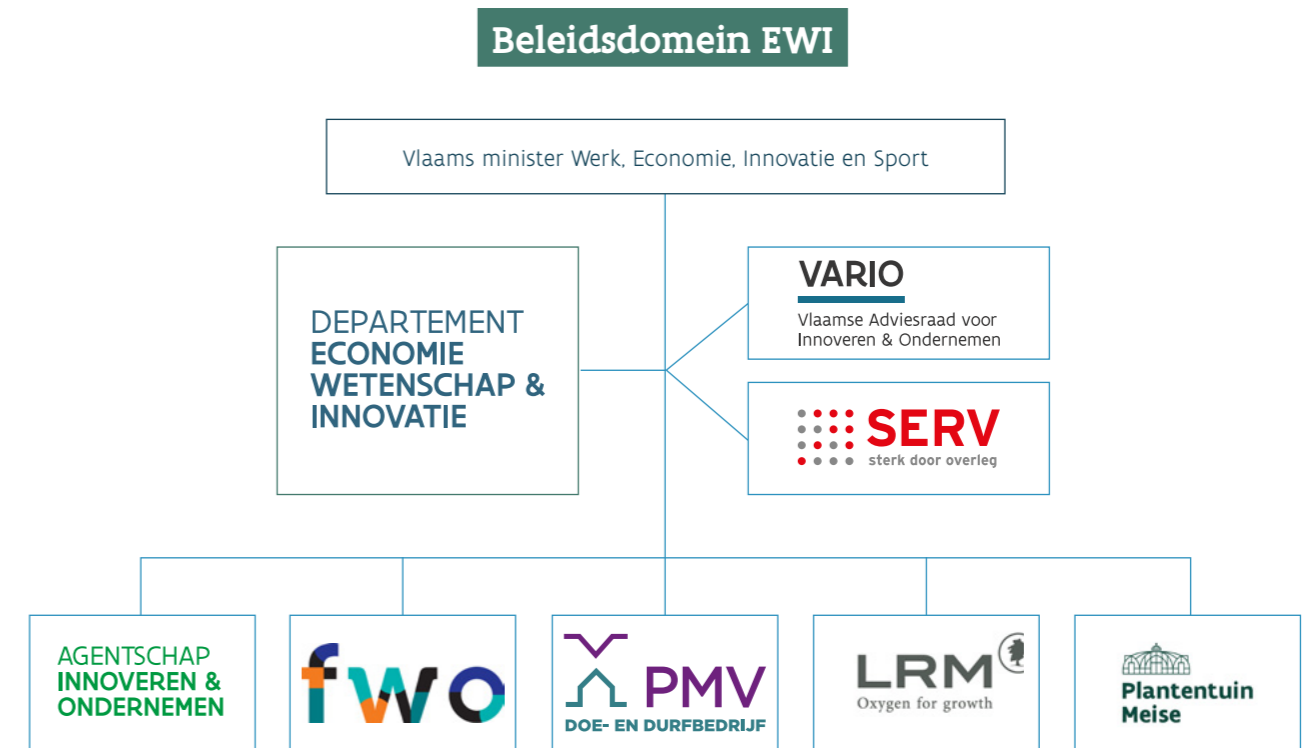 Beleidsdomein EWI
Vlaams minister Werk, Economie, Innovatie en Sport
DEPARTEMENT
ECONOMIE
WETENSCHAP &
INNOVATIE
VARIO
Vlaamse Adviesraad voor
Innoveren & Ondernemen
SERV
sterk door overleg
AGENTSCHAP
INNOVEREN &
ONDERNEMEN
fwo
PMV
DOE- EN DURFBEDRIJF
LRM
Oxygen for growth
Plantentuin
Meise